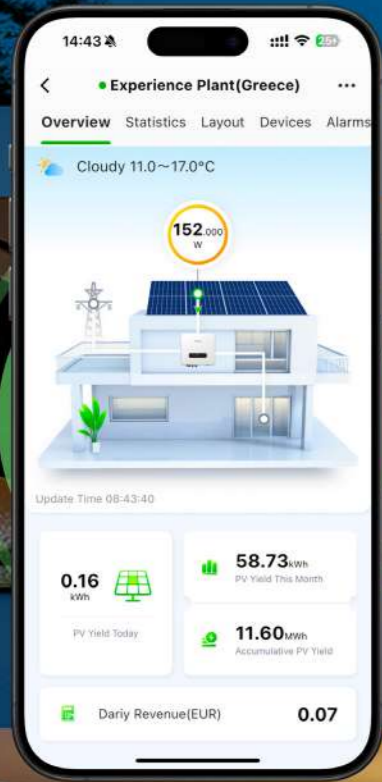 14:43
25+
Experience Plant(Greece)
Overview Statistics Layout Devices Alarms
Cloudy 11.0～17.0°C
152.000
W
Update Time 08:43:40
0.16
kWh
PV Yield Today
58.73kWh
PV Yield This Month
11.60MWh
Accumulative PV Yield
Dariy Revenue(EUR) 0.07